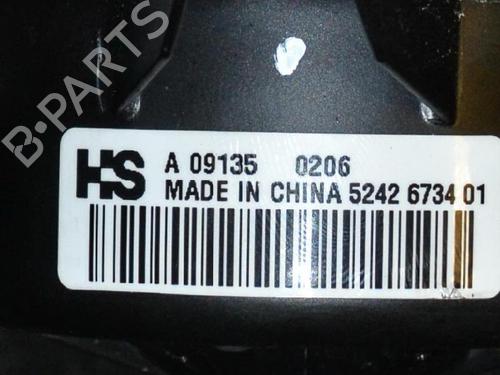 B-PARTS
HS A 09135 0206
MADE IN CHINA 5242 6734 01